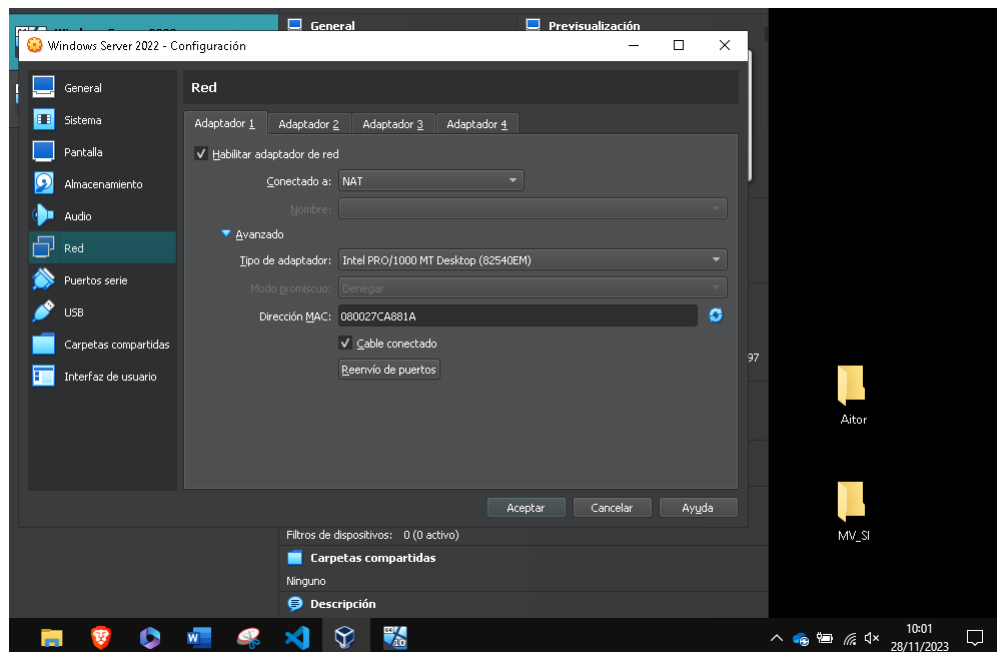 General
Previsualización
Windows Server 2022 - Configuración
General
Sistema
Pantalla
Almacenamiento
Audio
Red
Puertos serie
USB
Carpetas compartidas
Interfaz de usuario
Red
Adaptador 1 Adaptador 2 Adaptador 3 Adaptador 4
Habilitar adaptador de red
Conectado a: NAT
Nombre:
Avanzado
Tipo de adaptador: Intel PRO/1000 MT Desktop (82540EM)
Modo promiscuo: Denegar
Dirección MAC: 080027CA881A
Cable conectado
Reenvío de puertos
Aceptar Cancelar Ayuda
97
Filtros de dispositivos: 0 (0 activo)
Carpetas compartidas
Ninguno
Descripción
Aitor
MV_SI
10:01
28/11/2023